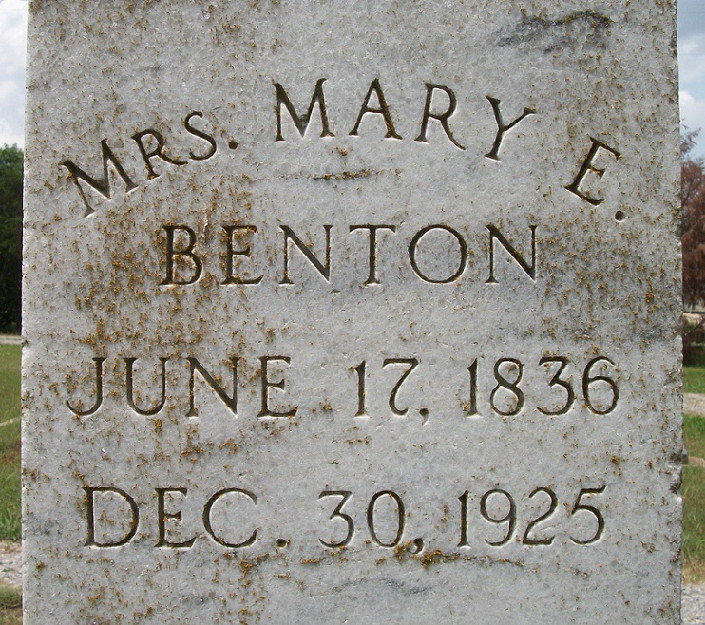 MRS. MARY E.
BENTON
JUNE 17, 1836
DEC. 30, 1925